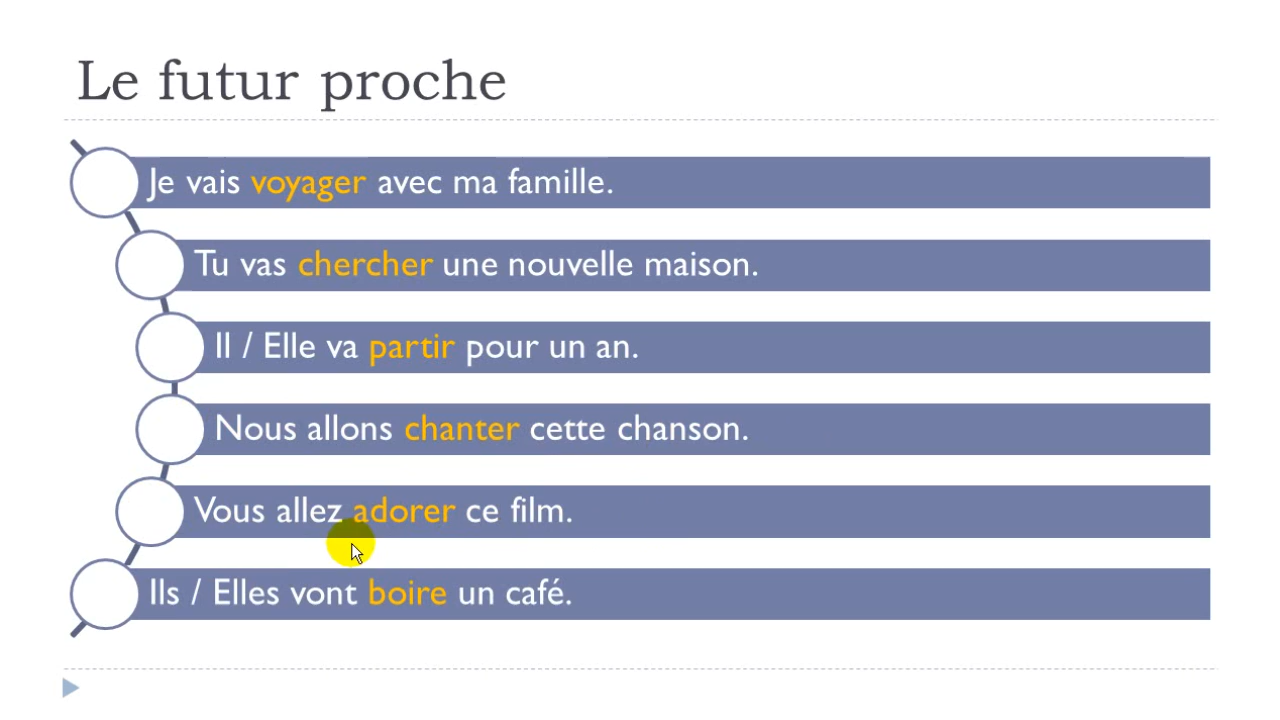 Le futur proche
Je vais voyager avec ma famille.
Tu vas chercher une nouvelle maison.
Il / Elle va partir pour un an.
Nous allons chanter cette chanson.
Vous allez adorer ce film.
Ils / Elles vont boire un café.